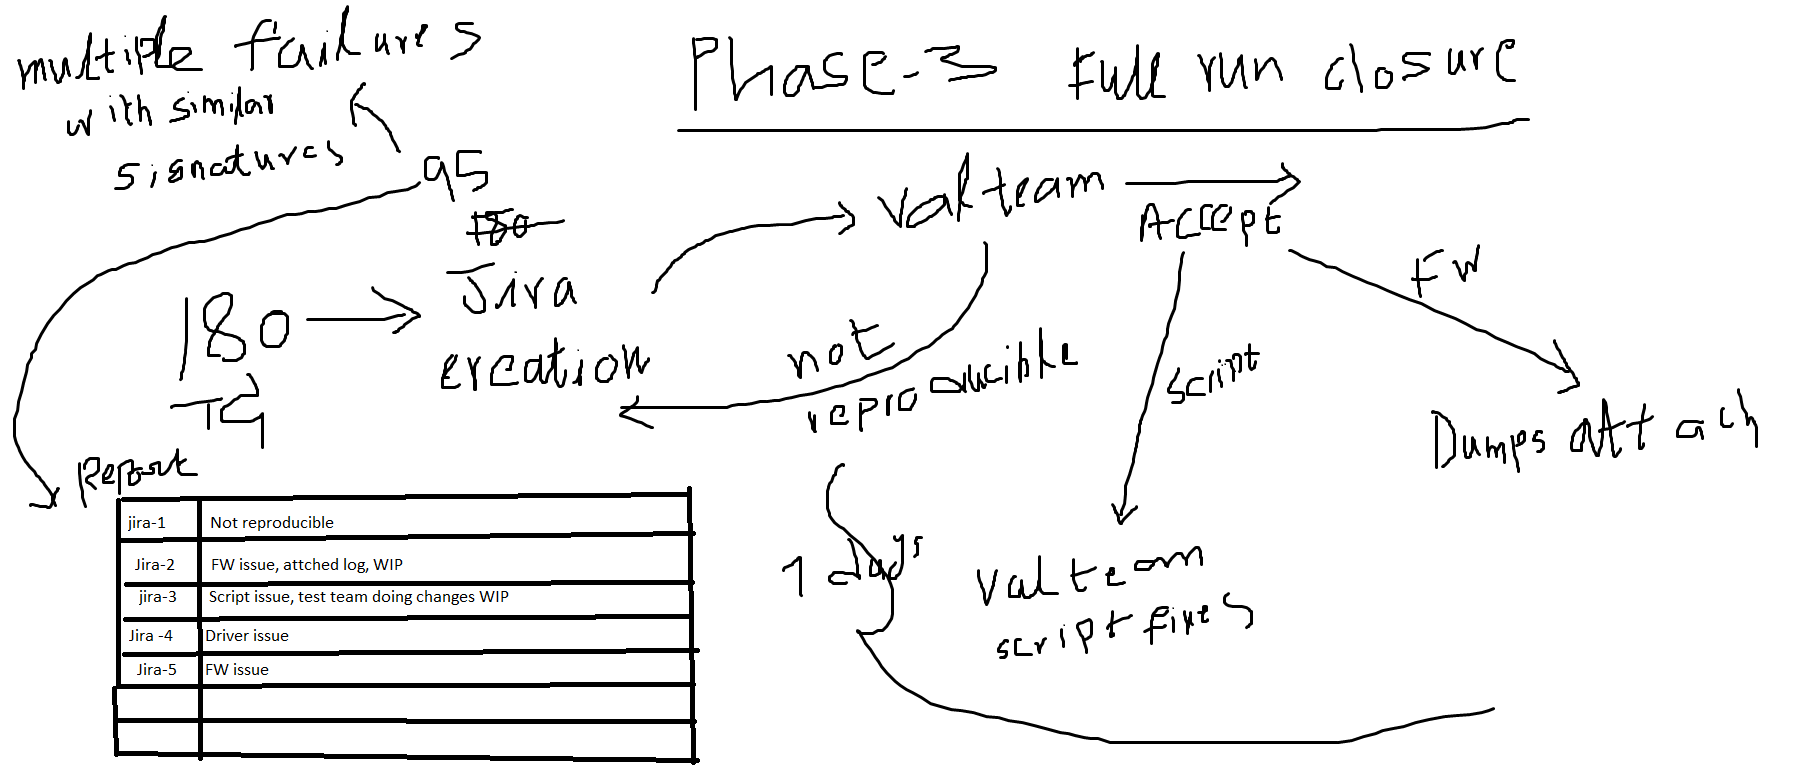 multiple failures
with similar
signatures
Phase-3 Full run closure
95
180
Jira
creation
180
Val team
Accept
FW
not
reproducible
script
Dumps attach
Report
jira-1 Not reproducible
Jira-2 FW issue, attched log, WIP
jira-3 Script issue, test team doing changes WIP
Jira -4 Driver issue
Jira-5 FW issue
1 days
Val team
script fixes